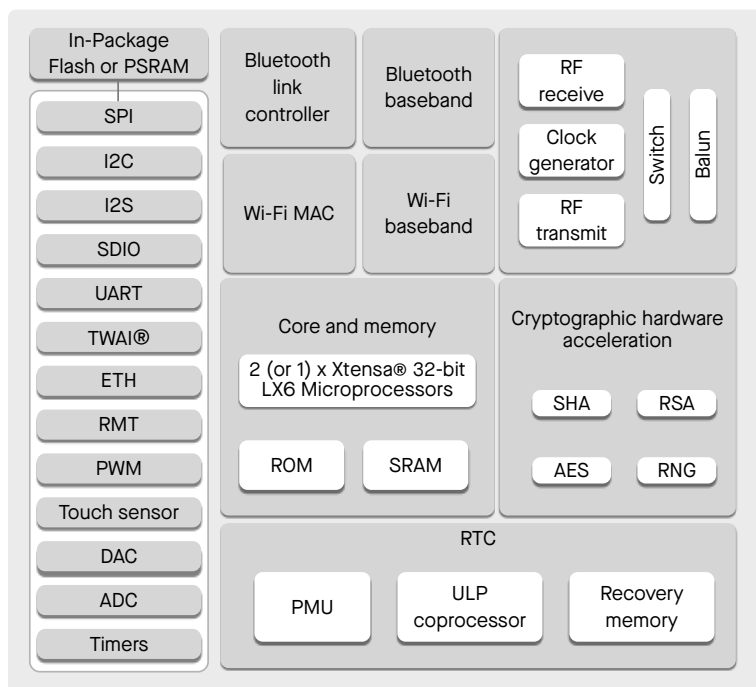 In-Package
Flash or PSRAM
SPI
I2C
I2S
SDIO
UART
TWAI®
ETH
RMT
PWM
Touch sensor
DAC
ADC
Timers
Bluetooth
link
controller
Bluetooth
baseband
Wi-Fi MAC
Wi-Fi
baseband
RF
receive
Clock
generator
RF
transmit
Switch
Balun
Core and memory
2 (or 1) x Xtensa® 32-bit
LX6 Microprocessors
ROM
SRAM
Cryptographic hardware
acceleration
SHA
RSA
AES
RNG
RTC
PMU
ULP
coprocessor
Recovery
memory